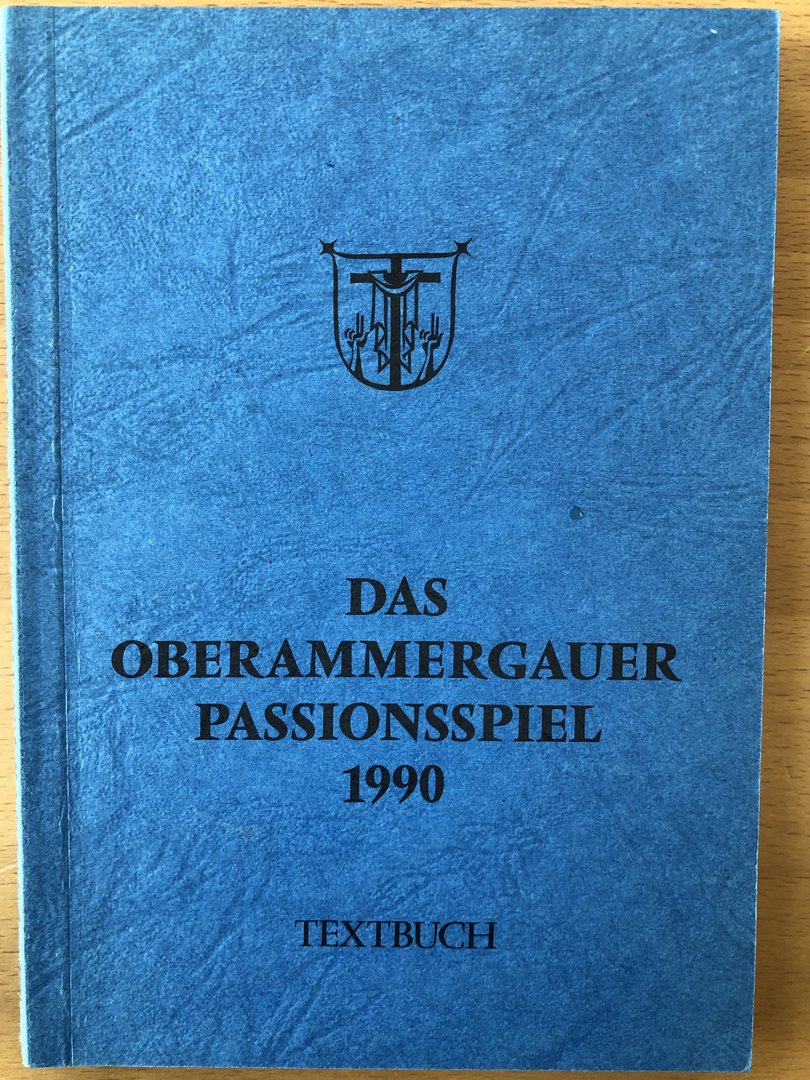 DAS
OBERAMMERGAUER
PASSIONSSPIEL
1990
TEXTBUCH